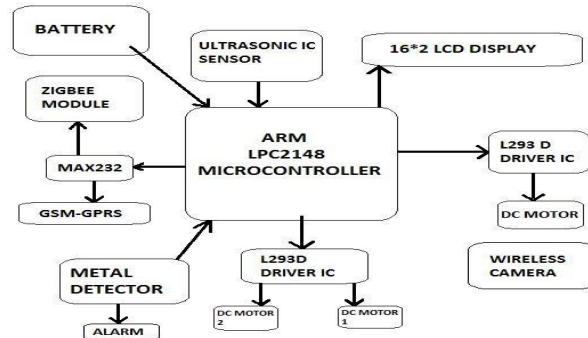 BATTERY
ULTRASONIC IC
SENSOR
16*2 LCD DISPLAY
ZIGBEE
MODULE
ARM
LPC2148
MICROCONTROLLER
L293 D
DRIVER IC
MAX232
GSM-GPRS
DC MOTOR
METAL
DETECTOR
L293D
DRIVER IC
WIRELESS
CAMERA
DC MOTOR
2
DC MOTOR
1
ALARM